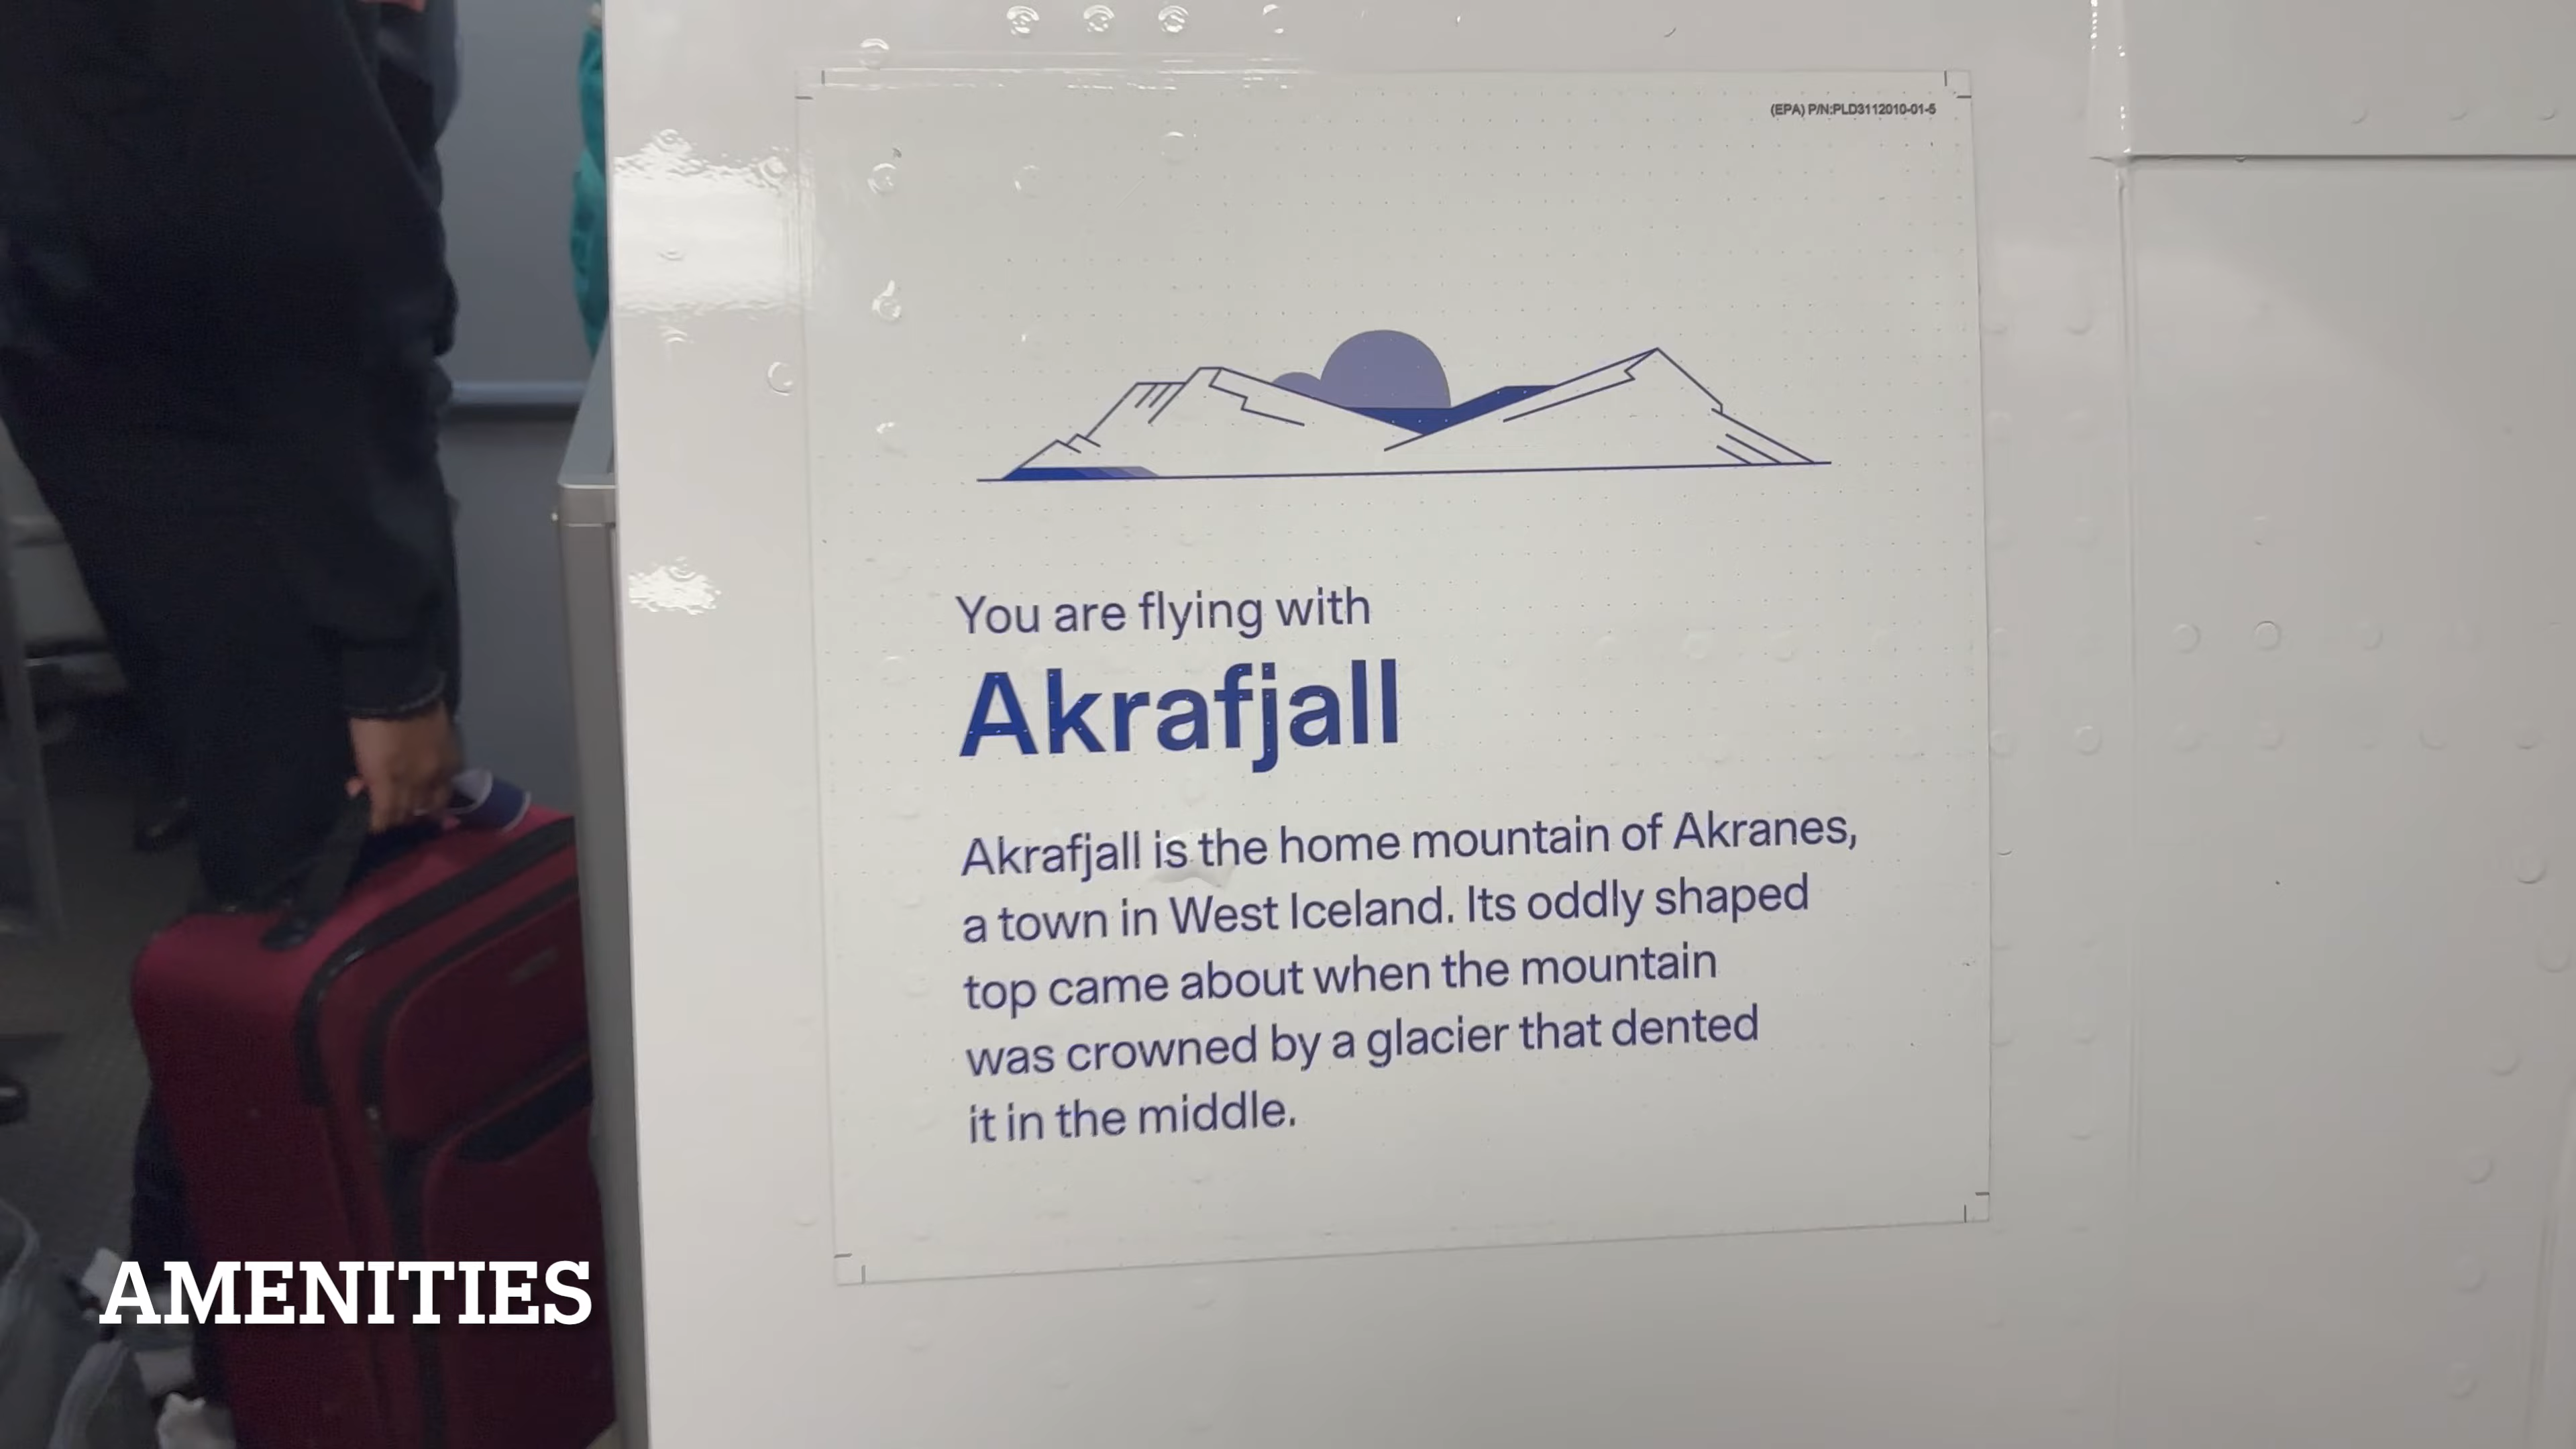 (EPA) P/N:PLD3112010-01-5
You are flying with
Akrafjall
Akrafjall is the home mountain of Akranes,
a town in West Iceland. Its oddly shaped
top came about when the mountain
was crowned by a glacier that dented
it in the middle.
AMENITIES